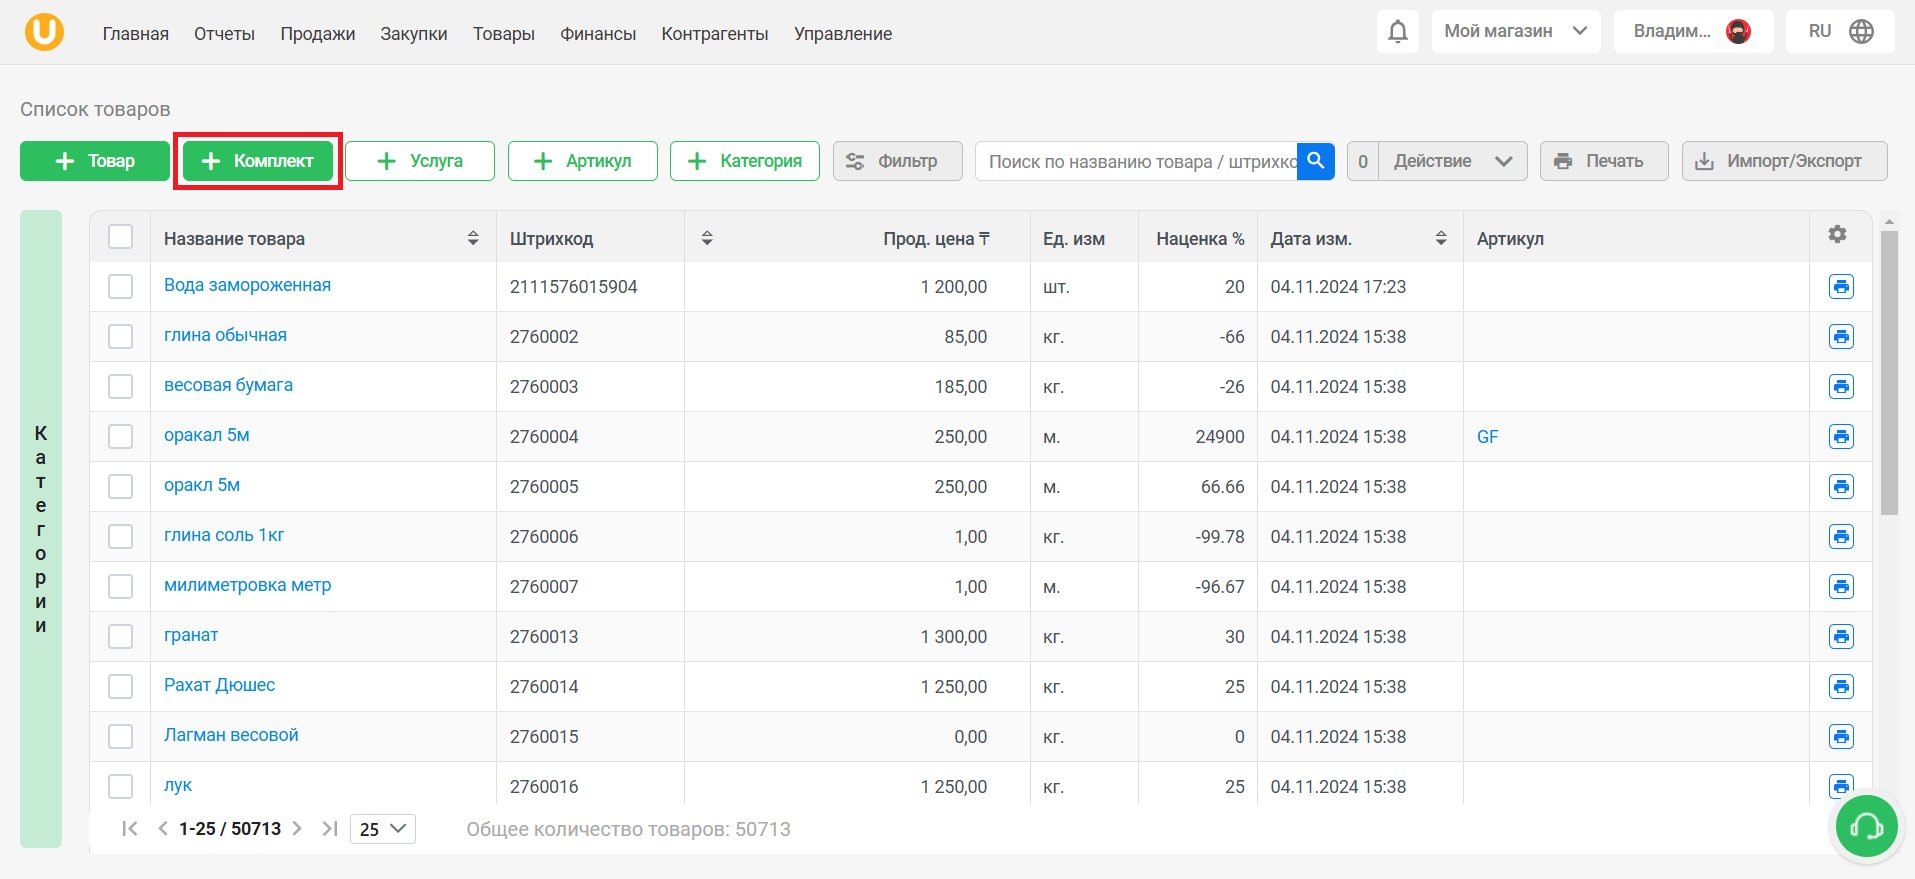 Главная Отчеты Продажи Закупки Товары Финансы Контрагенты Управление Мой магазин Владим... RU
Список товаров
Товар Комплект Услуга Артикул Категория Фильтр Поиск по названию товара / штрихко 0 Действие Печать Импорт/Экспорт
Категории
Название товара Штрихкод Прод. цена ₸ Ед. изм Наценка % Дата изм. Артикул
Вода замороженная 2111576015904 1 200,00 шт. 20 04.11.2024 17:23
глина обычная 2760002 85,00 кг. -66 04.11.2024 15:38
весовая бумага 2760003 185,00 кг. -26 04.11.2024 15:38
оракал 5м 2760004 250,00 м. 24900 04.11.2024 15:38 GF
оракл 5м 2760005 250,00 м. 66.66 04.11.2024 15:38
глина соль 1кг 2760006 1,00 кг. -99.78 04.11.2024 15:38
милиметровка метр 2760007 1,00 м. -96.67 04.11.2024 15:38
гранат 2760013 1 300,00 кг. 30 04.11.2024 15:38
Рахат Дюшес 2760014 1 250,00 кг. 25 04.11.2024 15:38
Лагман весовой 2760015 0,00 кг. 0 04.11.2024 15:38
лук 2760016 1 250,00 кг. 25 04.11.2024 15:38
1-25 / 50713 25 Общее количество товаров: 50713